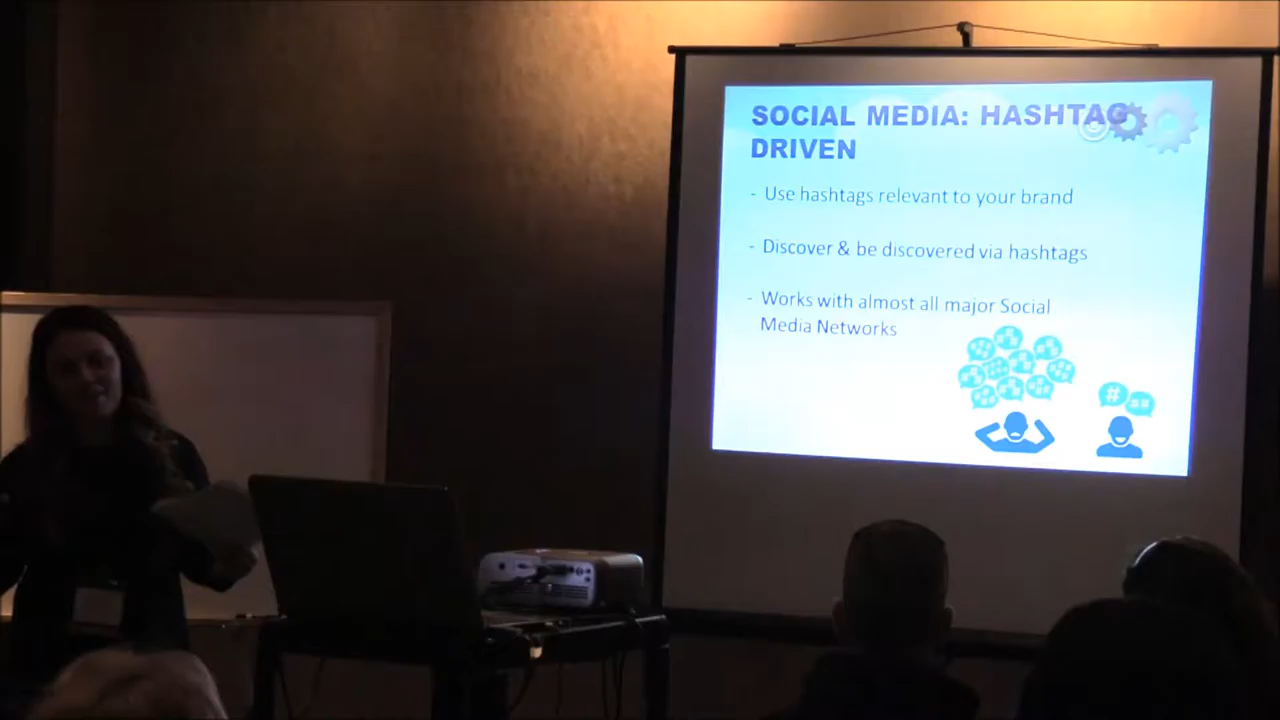 SOCIAL MEDIA: HASHTAG
DRIVEN
- Use hashtags relevant to your brand
- Discover & be discovered via hashtags
- Works with almost all major Social
Media Networks
# ##